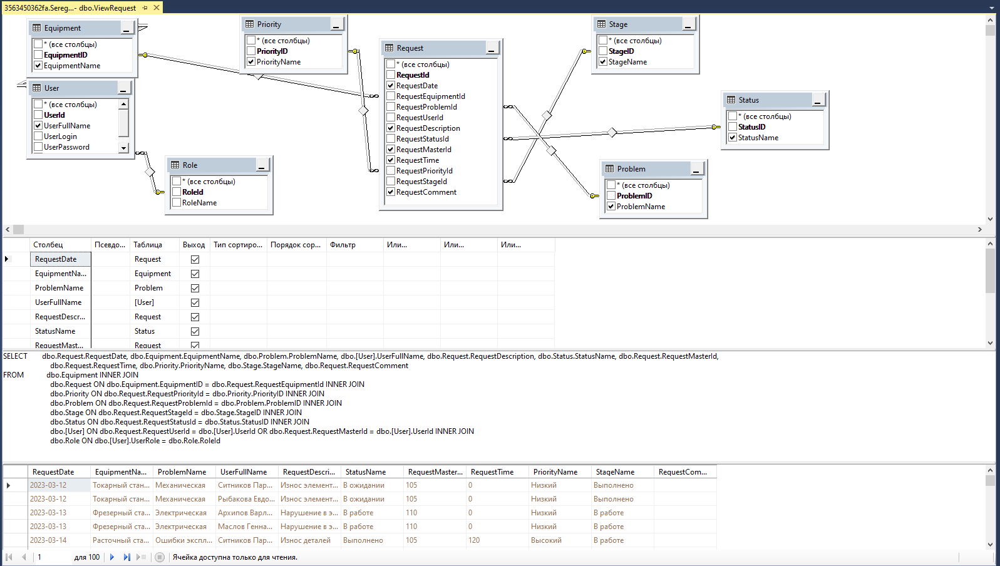 3563450362fa.Sereg...- dbo.ViewRequest
Equipment
* (все столбцы)
EquipmentID
EquipmentName
User
* (все столбцы)
UserId
UserFullName
UserLogin
UserPassword
Priority
* (все столбцы)
PriorityID
PriorityName
Role
* (все столбцы)
RoleId
RoleName
Request
* (все столбцы)
RequestId
RequestDate
RequestEquipmentId
RequestProblemId
RequestUserId
RequestDescription
RequestStatusId
RequestMasterId
RequestTime
RequestPriorityId
RequestStageId
RequestComment
Stage
* (все столбцы)
StageID
StageName
Status
* (все столбцы)
StatusID
StatusName
Problem
* (все столбцы)
ProblemID
ProblemName
Столбец Псевдо... Таблица Выход Тип сортиро... Порядок сор... Фильтр Или... Или... Или...
RequestDate Request
EquipmentNa... Equipment
ProblemName Problem
UserFullName [User]
RequestDescr... Request
StatusName Status
RequestMast... Request
SELECT dbo.Request.RequestDate, dbo.Equipment.EquipmentName, dbo.Problem.ProblemName, dbo.[User].UserFullName, dbo.Request.RequestDescription, dbo.Status.StatusName, dbo.Request.RequestMasterId,
dbo.Request.RequestTime, dbo.Priority.PriorityName, dbo.Stage.StageName, dbo.Request.RequestComment
FROM dbo.Equipment INNER JOIN
dbo.Request ON dbo.Equipment.EquipmentID = dbo.Request.RequestEquipmentId INNER JOIN
dbo.Priority ON dbo.Request.RequestPriorityId = dbo.Priority.PriorityID INNER JOIN
dbo.Problem ON dbo.Request.RequestProblemId = dbo.Problem.ProblemID INNER JOIN
dbo.Stage ON dbo.Request.RequestStageId = dbo.Stage.StageID INNER JOIN
dbo.Status ON dbo.Request.RequestStatusId = dbo.Status.StatusID INNER JOIN
dbo.[User] ON dbo.Request.RequestUserId = dbo.[User].UserId OR dbo.Request.RequestMasterId = dbo.[User].UserId INNER JOIN
dbo.Role ON dbo.[User].UserRole = dbo.Role.RoleId
RequestDate EquipmentNa... ProblemName UserFullName RequestDescri... StatusName RequestMaster... RequestTime PriorityName StageName RequestCom...
2023-03-12 Токарный стан... Механическая Ситников Пар... Износ элемент... В ожидании 105 0 Низкий Выполнено
2023-03-12 Токарный стан... Механическая Рыбакова Евдо... Износ элемент... В ожидании 105 0 Низкий Выполнено
2023-03-13 Фрезерный ста... Электрическая Архипов Варл... Нарушение в э... В работе 110 0 Низкий В работе
2023-03-13 Фрезерный ста... Электрическая Маслов Генна... Нарушение в э... В работе 110 0 Низкий В работе
2023-03-14 Расточный ста... Ошибки экспл... Ситников Пар... Износ деталей Выполнено 105 120 Высокий В работе
1 для 100 Ячейка доступна только для чтения.